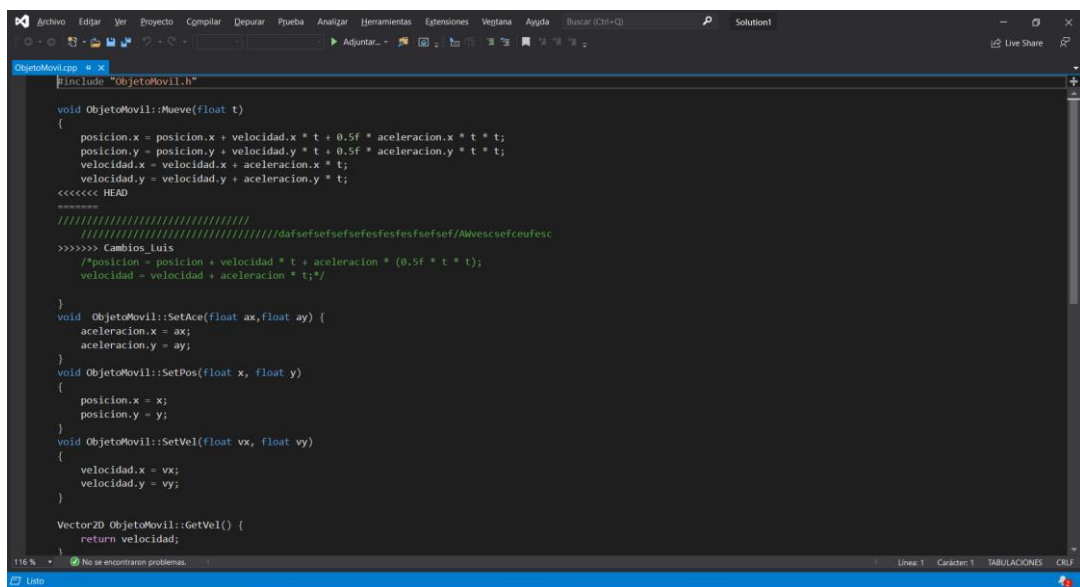 Archivo Editar Ver Proyecto Compilar Depurar Prueba Analizar Herramientas Extensiones Ventana Ayuda Buscar (Ctrl+Q) Solution1
Adjuntar... Live Share
ObjetoMovil.cpp
#include "ObjetoMovil.h"
void ObjetoMovil::Mueve(float t)
{
posicion.x = posicion.x + velocidad.x * t + 0.5f * aceleracion.x * t * t;
posicion.y = posicion.y + velocidad.y * t + 0.5f * aceleracion.y * t * t;
velocidad.x = velocidad.x + aceleracion.x * t;
velocidad.y = velocidad.y + aceleracion.y * t;
<<<<<<< HEAD
=======
/////////////////////////////////
//////////////////////////////////dafsefsefsefsefesfesfesfsefsef/AWvescsefceufesc
>>>>>>> Cambios_Luis
/*posicion = posicion + velocidad * t + aceleracion * (0.5f * t * t);
velocidad = velocidad + aceleracion * t;*/
}
void ObjetoMovil::SetAce(float ax,float ay) {
aceleracion.x = ax;
aceleracion.y = ay;
}
void ObjetoMovil::SetPos(float x, float y)
{
posicion.x = x;
posicion.y = y;
}
void ObjetoMovil::SetVel(float vx, float vy)
{
velocidad.x = vx;
velocidad.y = vy;
}
Vector2D ObjetoMovil::GetVel() {
return velocidad;
}
116 % No se encontraron problemas. Línea: 1 Carácter: 1 TABULACIONES CRLF
Listo 2